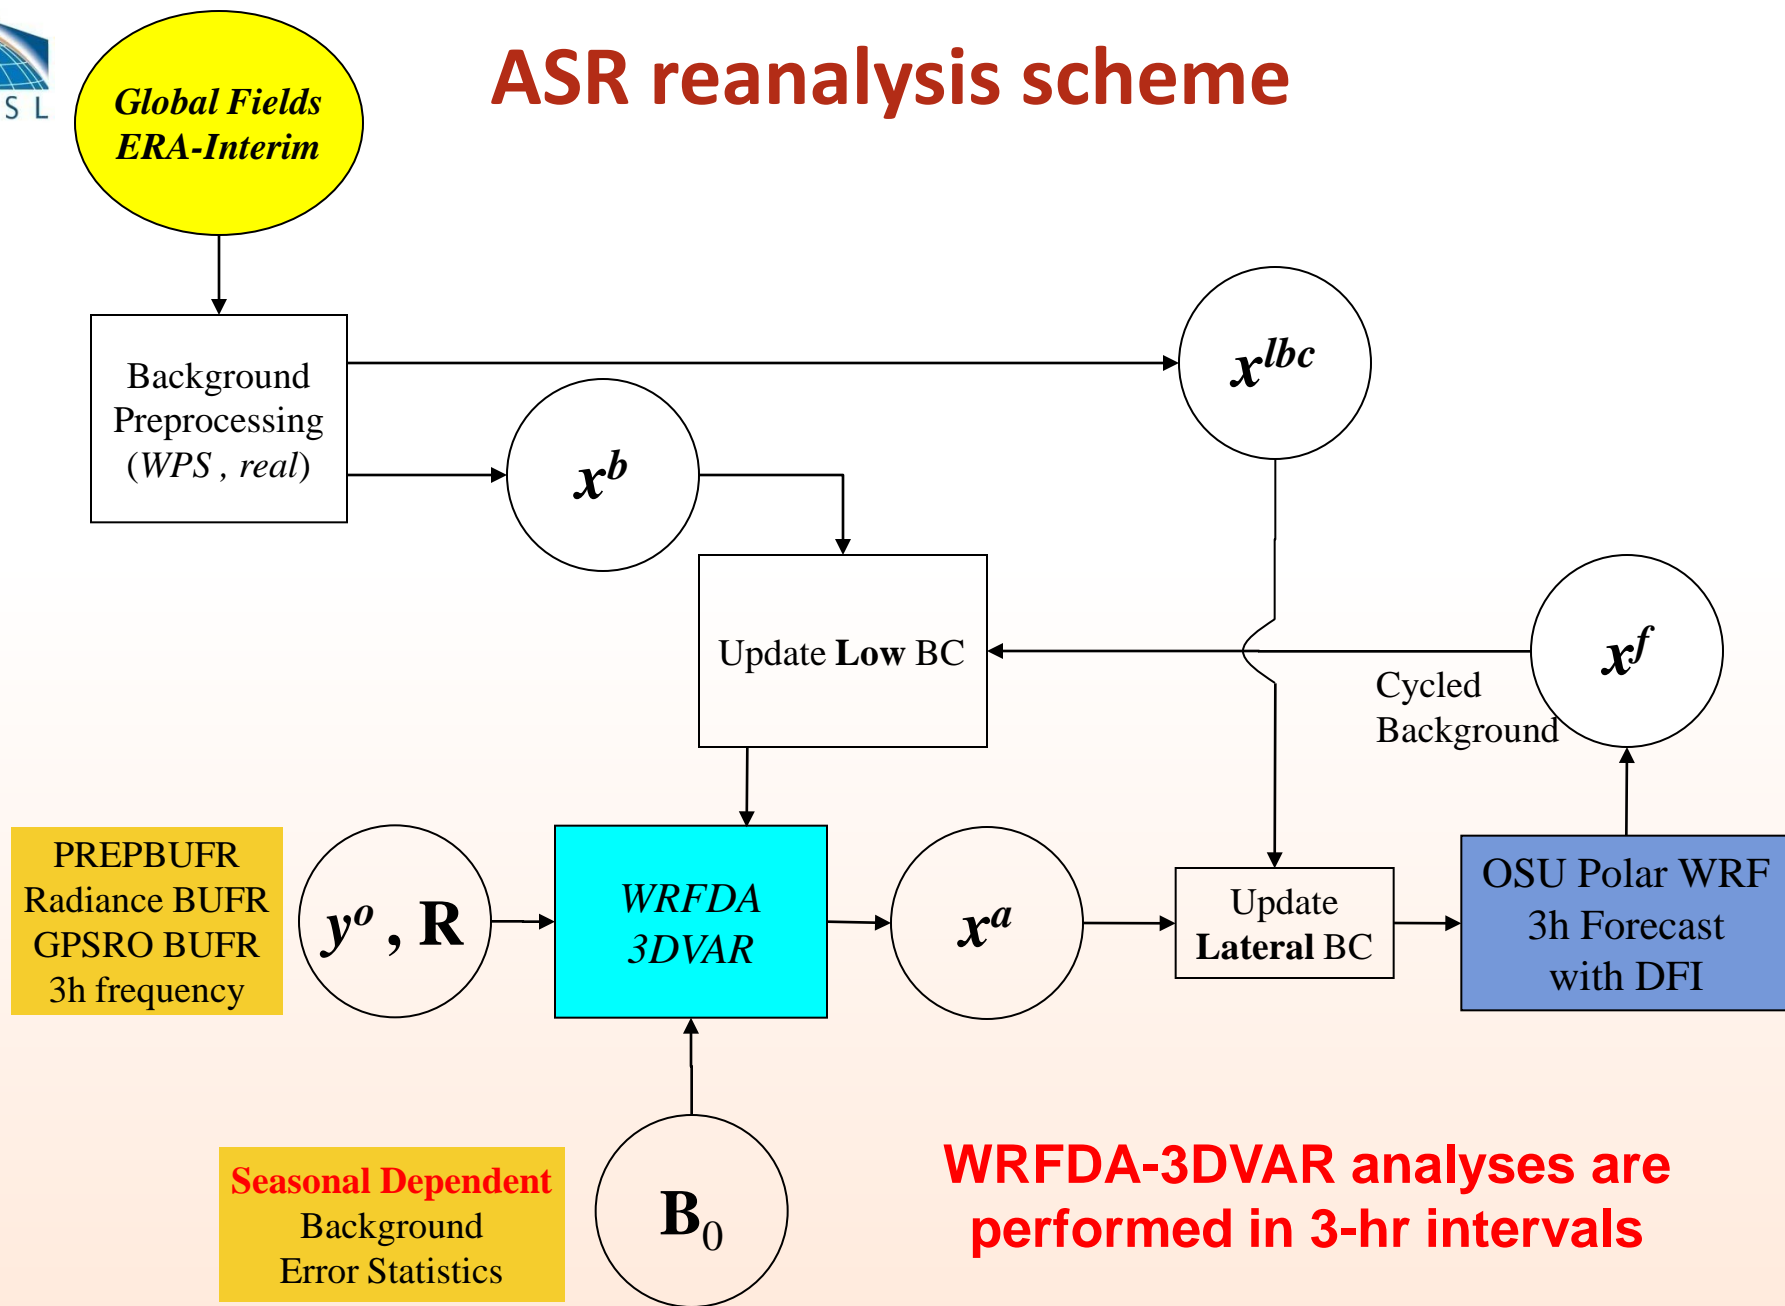 S L
ASR reanalysis scheme
Global Fields
ERA-Interim
Background
Preprocessing
(WPS , real)
x^lbc
x^b
Update Low BC
x^f
Cycled
Background
PREPBUFR
Radiance BUFR
GPSRO BUFR
3h frequency
y^o , R
WRFDA
3DVAR
x^a
Update
Lateral BC
OSU Polar WRF
3h Forecast
with DFI
Seasonal Dependent
Background
Error Statistics
B_0
WRFDA-3DVAR analyses are
performed in 3-hr intervals